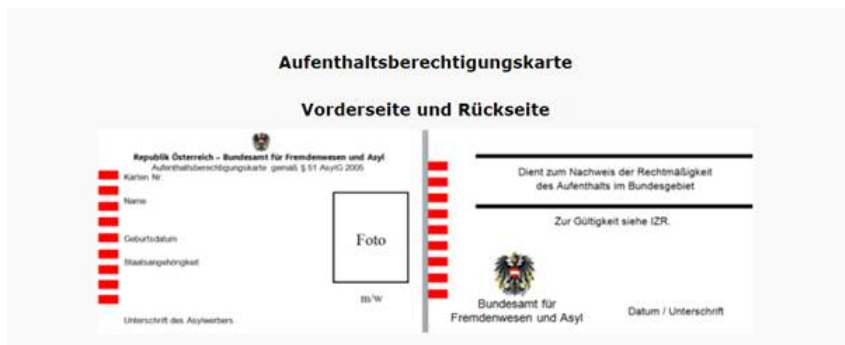 Aufenthaltsberechtigungskarte
Vorderseite und Rückseite
Republik Österreich – Bundesamt für Fremdenwesen und Asyl
Aufenthaltsberechtigungskarte gemäß § 51 AsylG 2005
Karten Nr.
Name
Geburtsdatum
Staatsangehörigkeit
Foto
m/w
Unterschrift des Asylwerbers
Dient zum Nachweis der Rechtmäßigkeit
des Aufenthalts im Bundesgebiet
Zur Gültigkeit siehe IZR.
Bundesamt für
Fremdenwesen und Asyl
Datum / Unterschrift